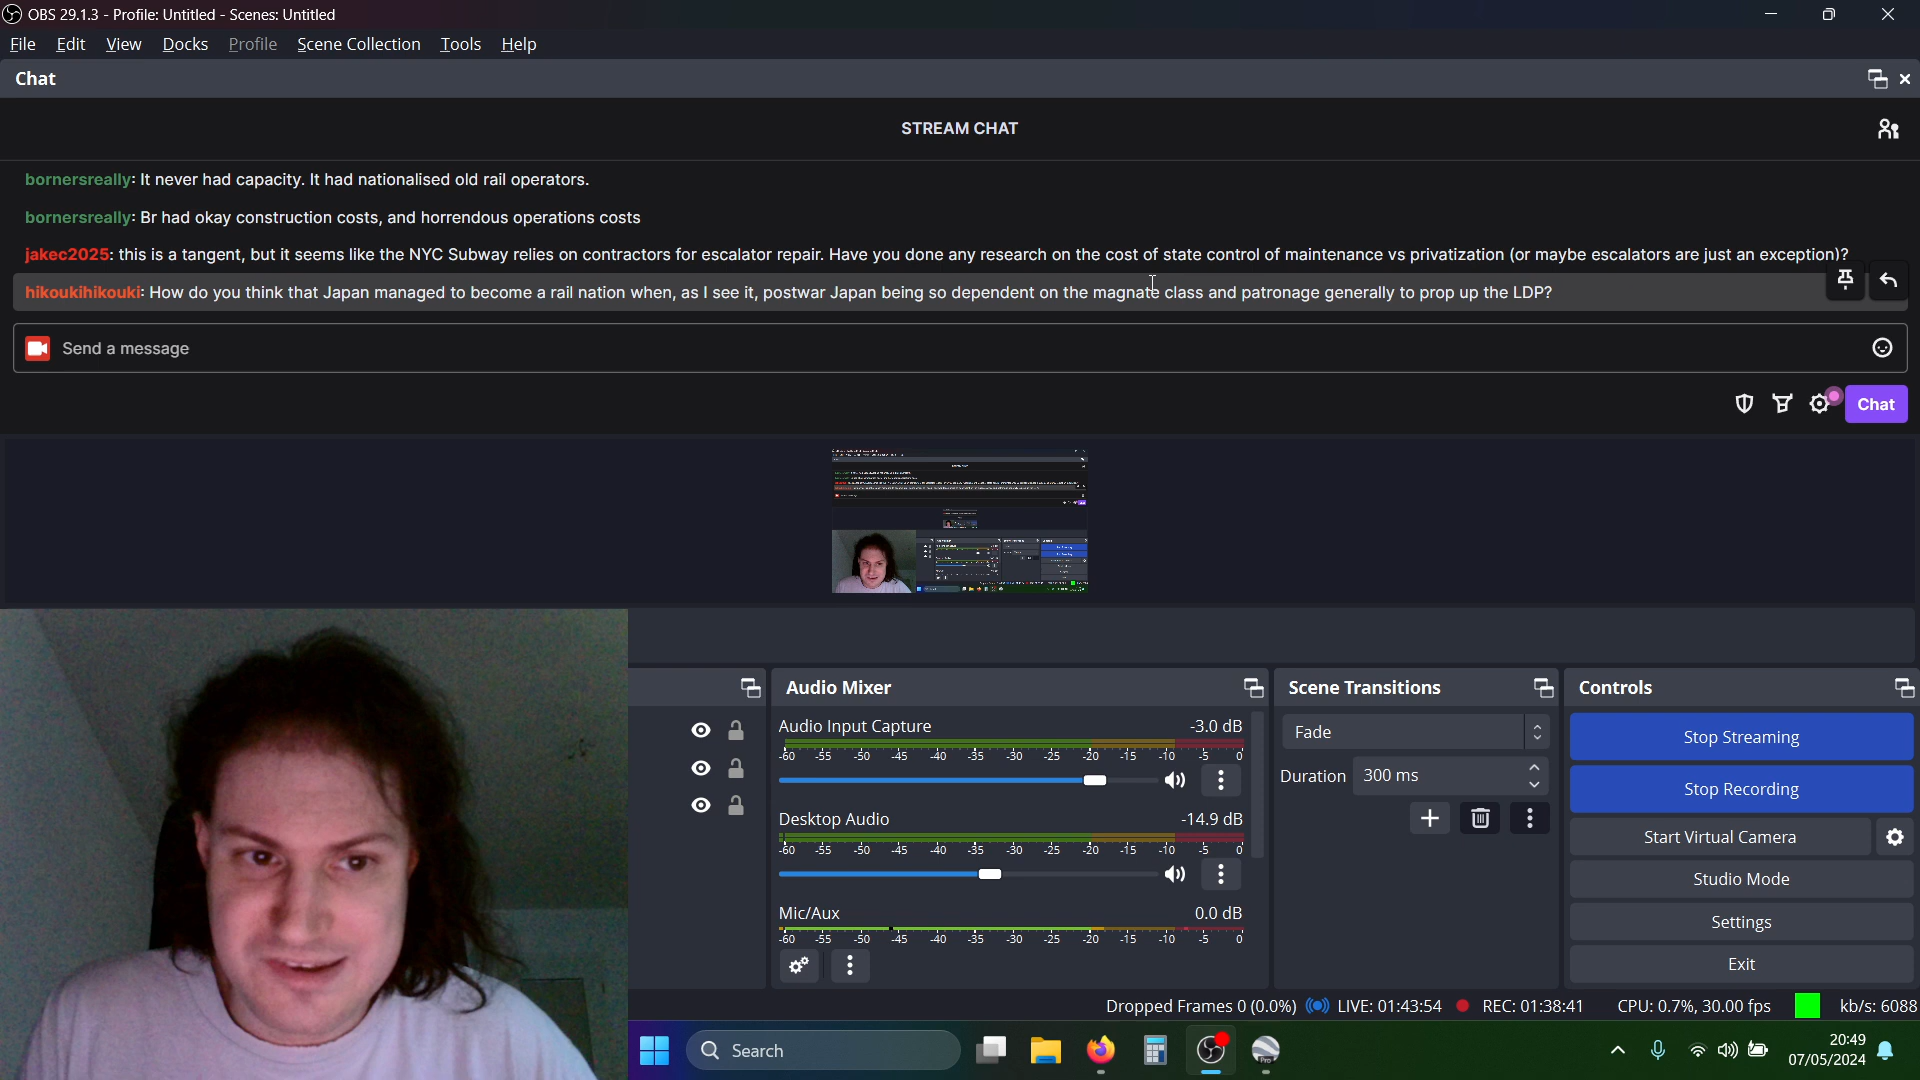 OBS 29.1.3 - Profile: Untitled - Scenes: Untitled
File Edit View Docks Profile Scene Collection Tools Help
Chat
STREAM CHAT
bornersreally: It never had capacity. It had nationalised old rail operators.
bornersreally: Br had okay construction costs, and horrendous operations costs
jakec2025: this is a tangent, but it seems like the NYC Subway relies on contractors for escalator repair. Have you done any research on the cost of state control of maintenance vs privatization (or maybe escalators are just an exception)?
hikoukihikouki: How do you think that Japan managed to become a rail nation when, as I see it, postwar Japan being so dependent on the magnate class and patronage generally to prop up the LDP?
Send a message
Chat
Audio Mixer
Audio Input Capture -3.0 dB
-60 -55 -50 -45 -40 -35 -30 -25 -20 -15 -10 -5 0
Desktop Audio -14.9 dB
-60 -55 -50 -45 -40 -35 -30 -25 -20 -15 -10 -5 0
Mic/Aux 0.0 dB
-60 -55 -50 -45 -40 -35 -30 -25 -20 -15 -10 -5 0
Scene Transitions
Fade
Duration 300 ms
Controls
Stop Streaming
Stop Recording
Start Virtual Camera
Studio Mode
Settings
Exit
Dropped Frames 0 (0.0%) LIVE: 01:43:54 REC: 01:38:41 CPU: 0.7%, 30.00 fps kb/s: 6088
Search
20:49
07/05/2024